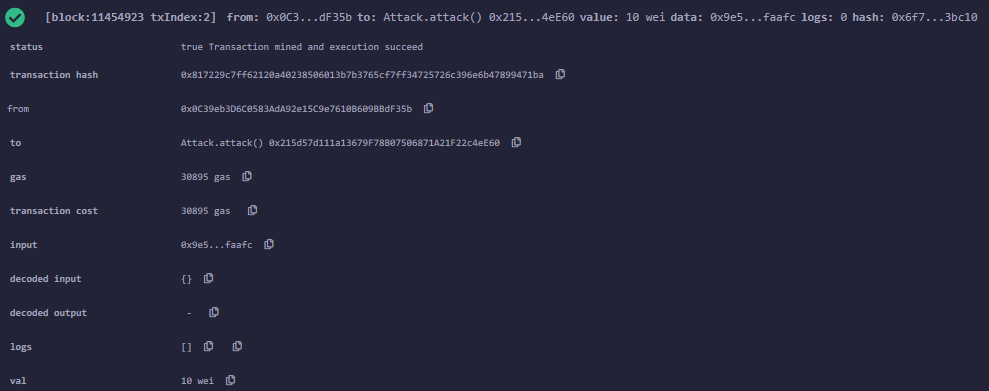 [block:11454923 txIndex:2] from: 0x0C3...dF35b to: Attack.attack() 0x215...4eE60 value: 10 wei data: 0x9e5...faafc logs: 0 hash: 0x6f7...3bc10
status true Transaction mined and execution succeed
transaction hash 0x817229c7ff62120a40238506013b7b3765cf7ff34725726c396e6b47899471ba
from 0x0C39eb3D6C0583AdA92e15C9e7610B609BBdF35b
to Attack.attack() 0x215d57d111a13679F78B07506871A21F22c4eE60
gas 30895 gas
transaction cost 30895 gas
input 0x9e5...faafc
decoded input {}
decoded output -
logs []
val 10 wei